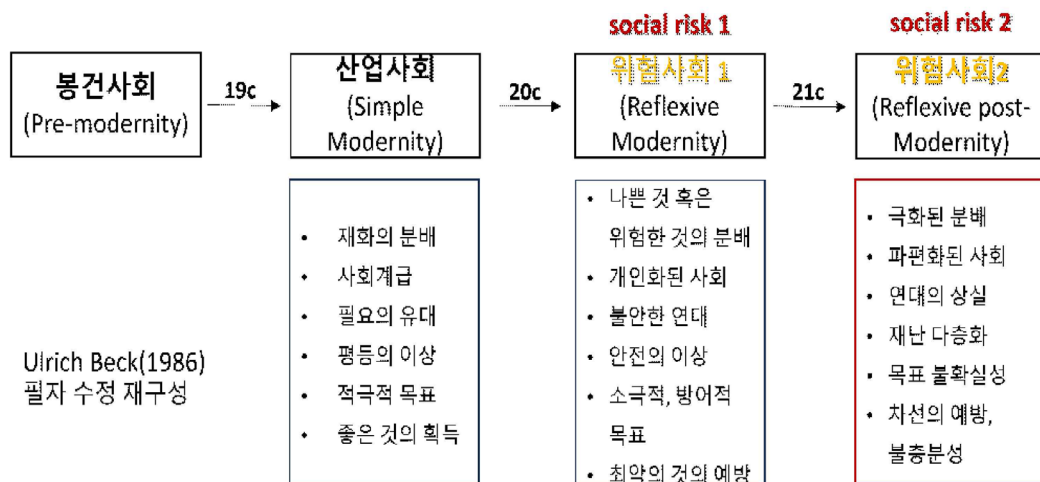 social risk 1
social risk 2
봉건사회
(Pre-modernity)
19c
산업사회
(Simple
Modernity)
20c
위험사회 1
(Reflexive
Modernity)
21c
위험사회2
(Reflexive post-
Modernity)
• 재화의 분배
• 사회계급
• 필요의 유대
• 평등의 이상
• 적극적 목표
• 좋은 것의 획득
• 나쁜 것 혹은
위험한 것의 분배
• 개인화된 사회
• 불안한 연대
• 안전의 이상
• 소극적, 방어적
목표
• 최악의 것의 예방
• 극화된 분배
• 파편화된 사회
• 연대의 상실
• 재난 다층화
• 목표 불확실성
• 차선의 예방,
불충분성
Ulrich Beck(1986)
필자 수정 재구성